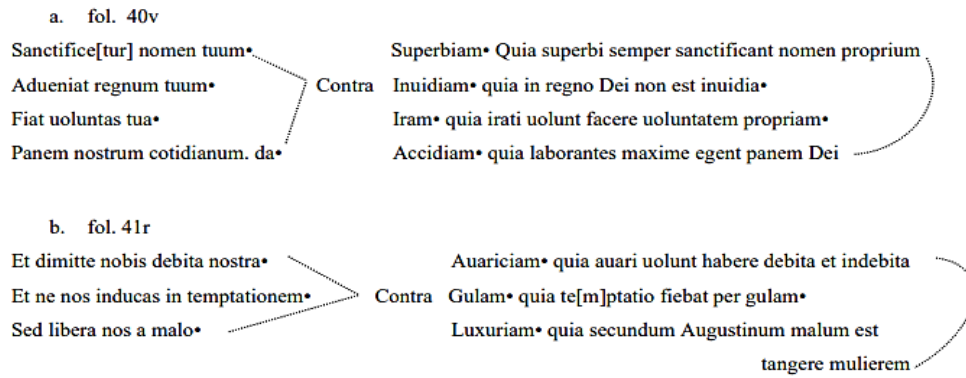 a. fol. 40v
Sanctifice[tur] nomen tuum• Superbiam• Quia superbi semper sanctificant nomen proprium
Adueniat regnum tuum• Contra Inuidiam• quia in regno Dei non est inuidia•
Fiat uoluntas tua• Iram• quia irati uolunt facere uoluntatem propriam•
Panem nostrum cotidianum. da• Accidiam• quia laborantes maxime egent panem Dei
b. fol. 41r
Et dimitte nobis debita nostra• Auariciam• quia auari uolunt habere debita et indebita
Et ne nos inducas in temptationem• Contra Gulam• quia te[m]ptatio fiebat per gulam•
Sed libera nos a malo• Luxuriam• quia secundum Augustinum malum est
tangere mulierem